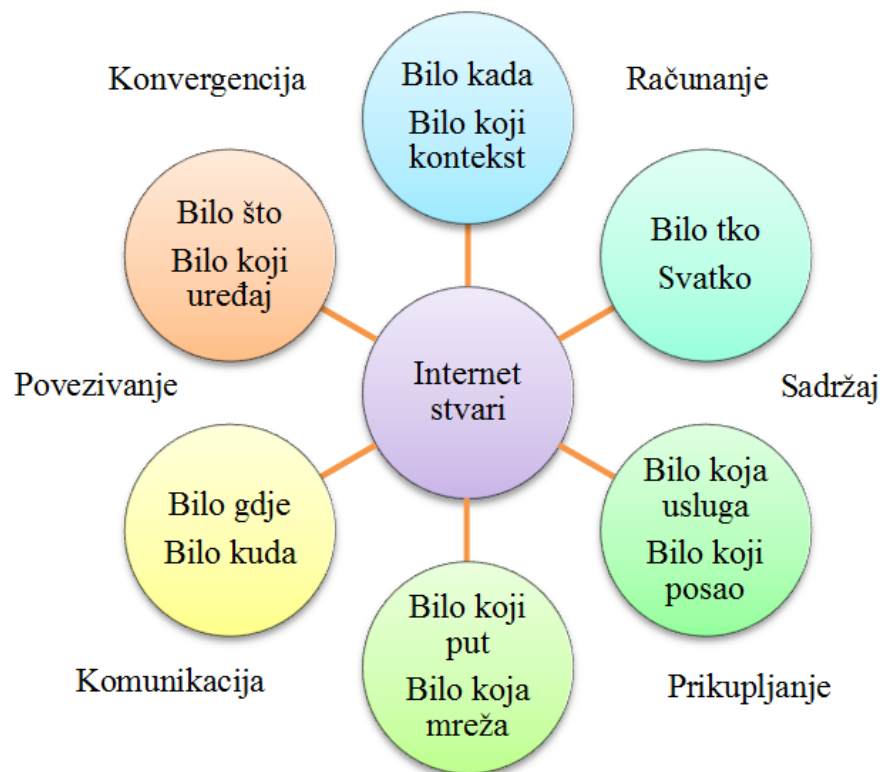 Konvergencija
Bilo kada
Bilo koji
kontekst
Računanje
Bilo što
Bilo koji
uređaj
Bilo tko
Svatko
Internet
stvari
Povezivanje
Sadržaj
Bilo gdje
Bilo kuda
Bilo koja
usluga
Bilo koji
posao
Bilo koji
put
Bilo koja
mreža
Komunikacija
Prikupljanje